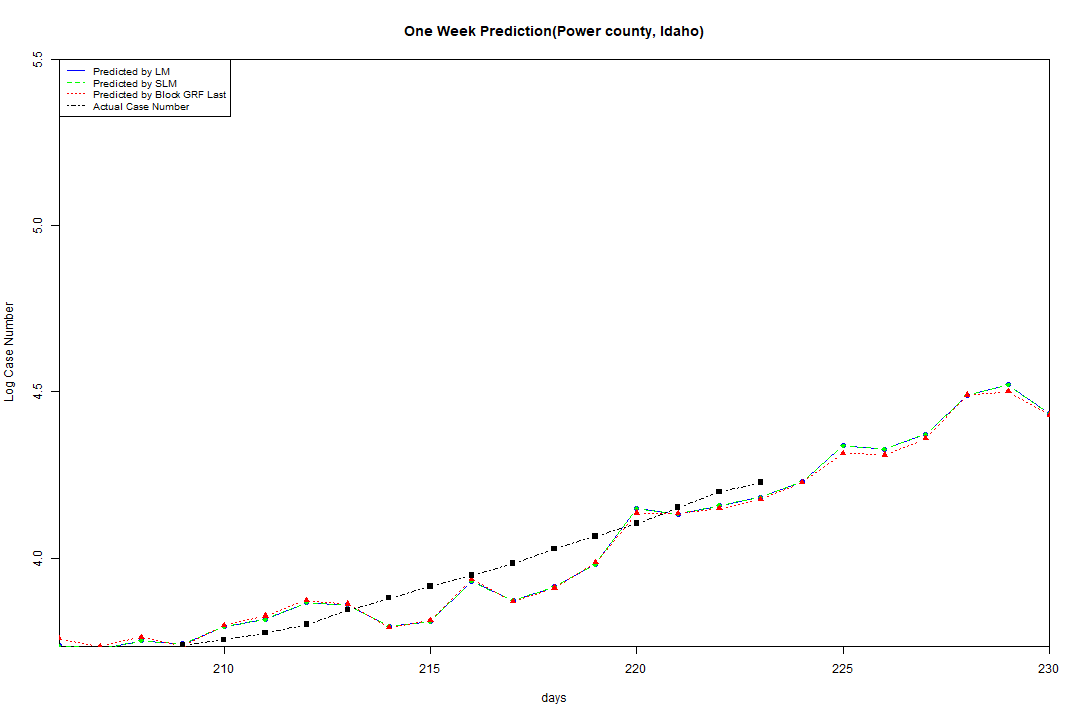 One Week Prediction(Power county, Idaho)
Predicted by LM
Predicted by SLM
Predicted by Block GRF Last
Actual Case Number
5.5
5.0
4.5
4.0
Log Case Number
210 215 220 225 230
days